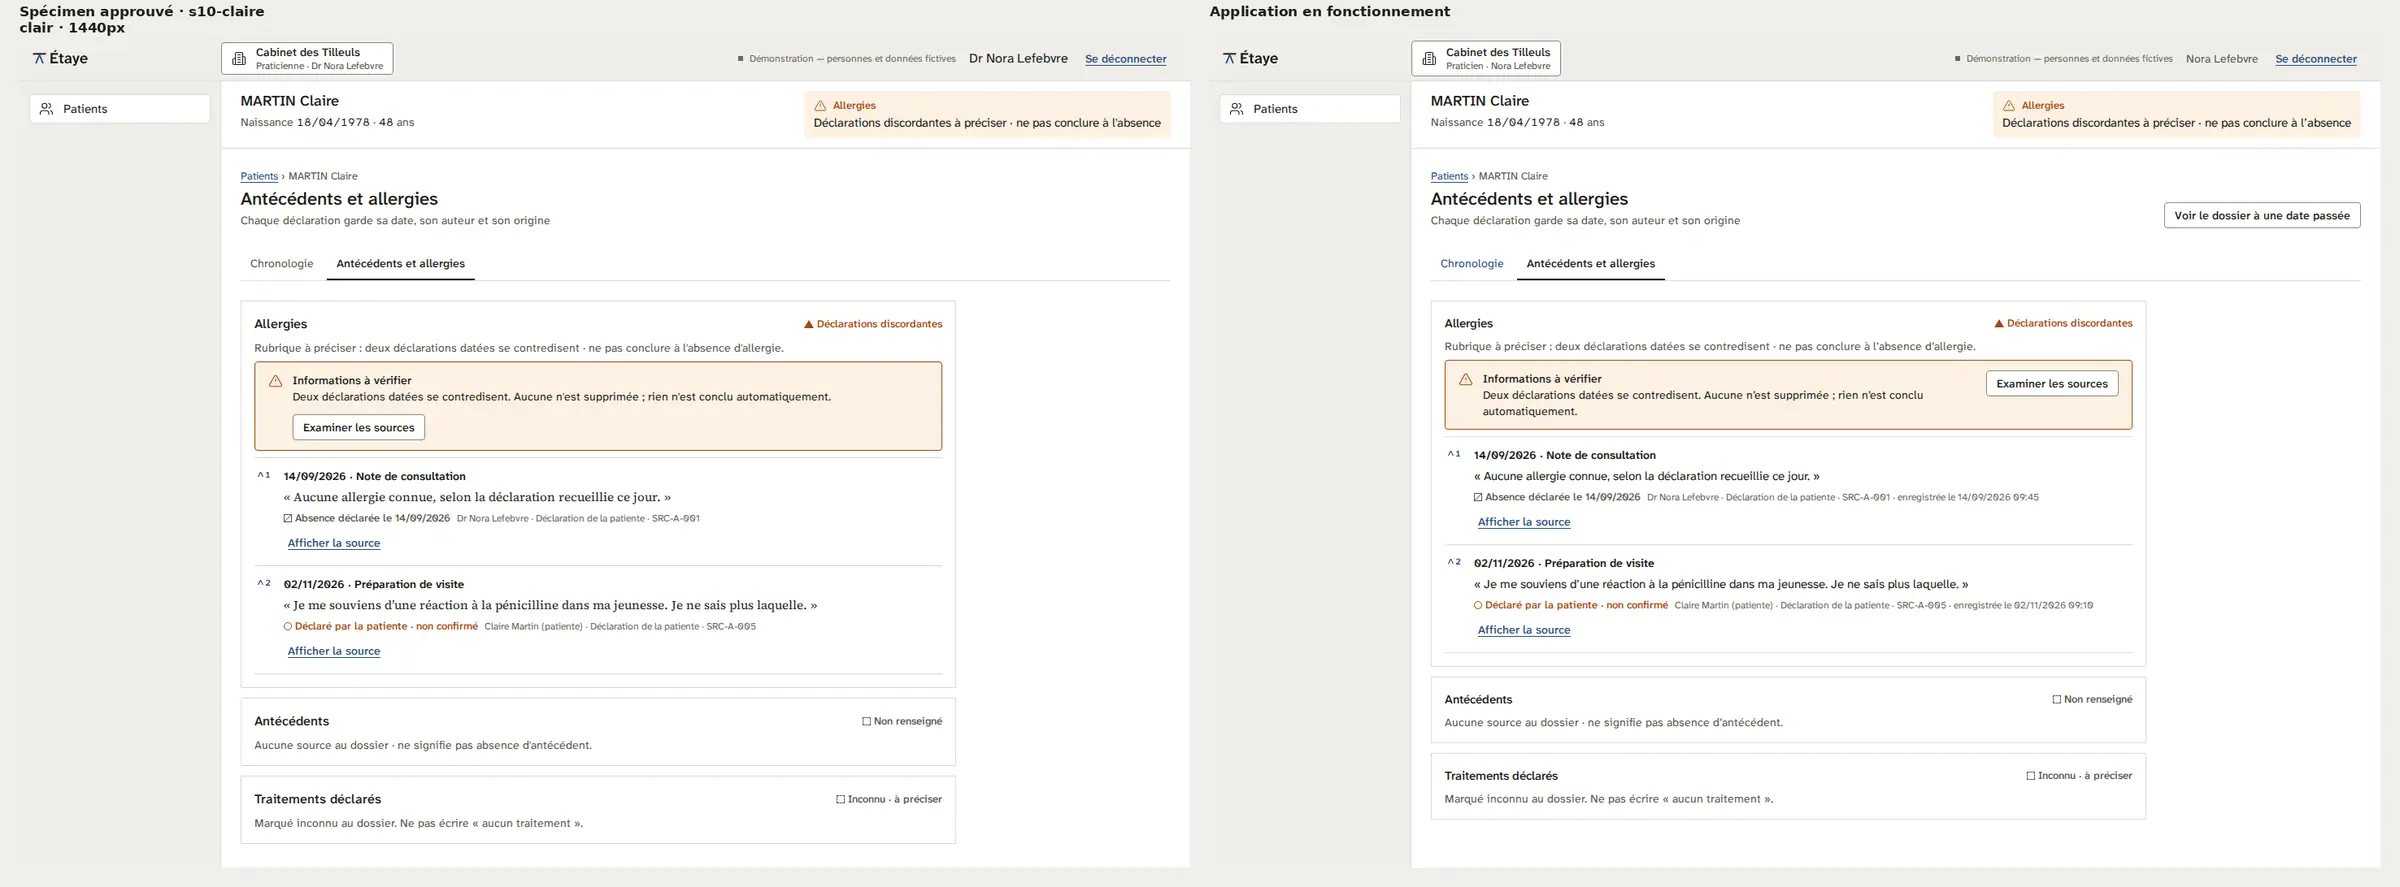 Spécimen approuvé · s10-claire
clair · 1440px
Étaye
Cabinet des Tilleuls
Praticienne · Dr Nora Lefebvre
Démonstration — personnes et données fictives
Dr Nora Lefebvre
Se déconnecter
Patients
MARTIN Claire
Naissance 18/04/1978 · 48 ans
Allergies
Déclarations discordantes à préciser · ne pas conclure à l'absence
Patients › MARTIN Claire
Antécédents et allergies
Chaque déclaration garde sa date, son auteur et son origine
Chronologie
Antécédents et allergies
Allergies
Déclarations discordantes
Rubrique à préciser : deux déclarations datées se contredisent · ne pas conclure à l'absence d'allergie.
Informations à vérifier
Deux déclarations datées se contredisent. Aucune n'est supprimée ; rien n'est conclu automatiquement.
Examiner les sources
^1 14/09/2026 · Note de consultation
« Aucune allergie connue, selon la déclaration recueillie ce jour. »
Absence déclarée le 14/09/2026 Dr Nora Lefebvre · Déclaration de la patiente · SRC-A-001
Afficher la source
^2 02/11/2026 · Préparation de visite
« Je me souviens d'une réaction à la pénicilline dans ma jeunesse. Je ne sais plus laquelle. »
Déclaré par la patiente · non confirmé Claire Martin (patiente) · Déclaration de la patiente · SRC-A-005
Afficher la source
Antécédents
Non renseigné
Aucune source au dossier · ne signifie pas absence d'antécédent.
Traitements déclarés
Inconnu · à préciser
Marqué inconnu au dossier. Ne pas écrire « aucun traitement ».
Application en fonctionnement
Étaye
Cabinet des Tilleuls
Praticien · Nora Lefebvre
Démonstration — personnes et données fictives
Nora Lefebvre
Se déconnecter
Patients
MARTIN Claire
Naissance 18/04/1978 · 48 ans
Allergies
Déclarations discordantes à préciser · ne pas conclure à l’absence
Patients › MARTIN Claire
Antécédents et allergies
Chaque déclaration garde sa date, son auteur et son origine
Voir le dossier à une date passée
Chronologie
Antécédents et allergies
Allergies
Déclarations discordantes
Rubrique à préciser : deux déclarations datées se contredisent · ne pas conclure à l’absence d’allergie.
Informations à vérifier
Deux déclarations datées se contredisent. Aucune n’est supprimée ; rien n’est conclu
automatiquement.
Examiner les sources
^1 14/09/2026 · Note de consultation
« Aucune allergie connue, selon la déclaration recueillie ce jour. »
Absence déclarée le 14/09/2026 Dr Nora Lefebvre · Déclaration de la patiente · SRC-A-001 · enregistrée le 14/09/2026 09:45
Afficher la source
^2 02/11/2026 · Préparation de visite
« Je me souviens d’une réaction à la pénicilline dans ma jeunesse. Je ne sais plus laquelle. »
Déclaré par la patiente · non confirmé Claire Martin (patiente) · Déclaration de la patiente · SRC-A-005 · enregistrée le 02/11/2026 09:10
Afficher la source
Antécédents
Non renseigné
Aucune source au dossier · ne signifie pas absence d’antécédent.
Traitements déclarés
Inconnu · à préciser
Marqué inconnu au dossier. Ne pas écrire « aucun traitement ».